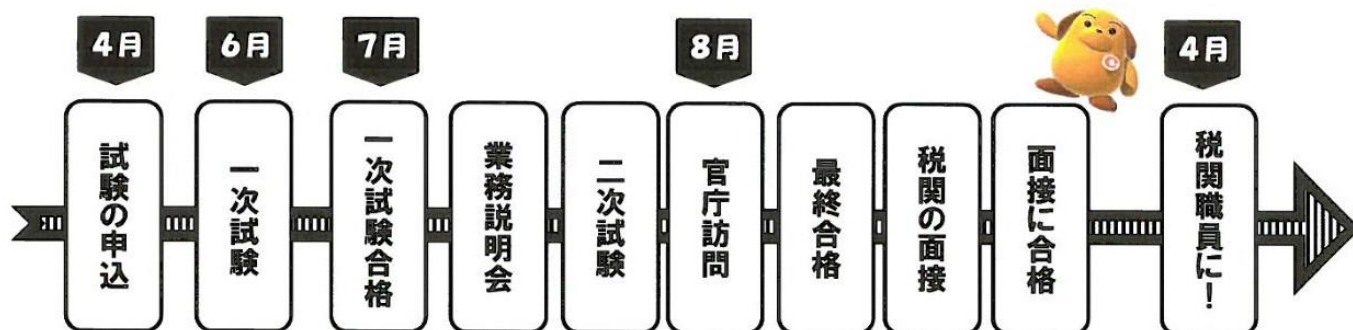 4月
6月
7月
8月
4月
試験の申込
一次試験
一次試験合格
業務説明会
二次試験
官庁訪問
最終合格
税関の面接
面接に合格
税関職員に！